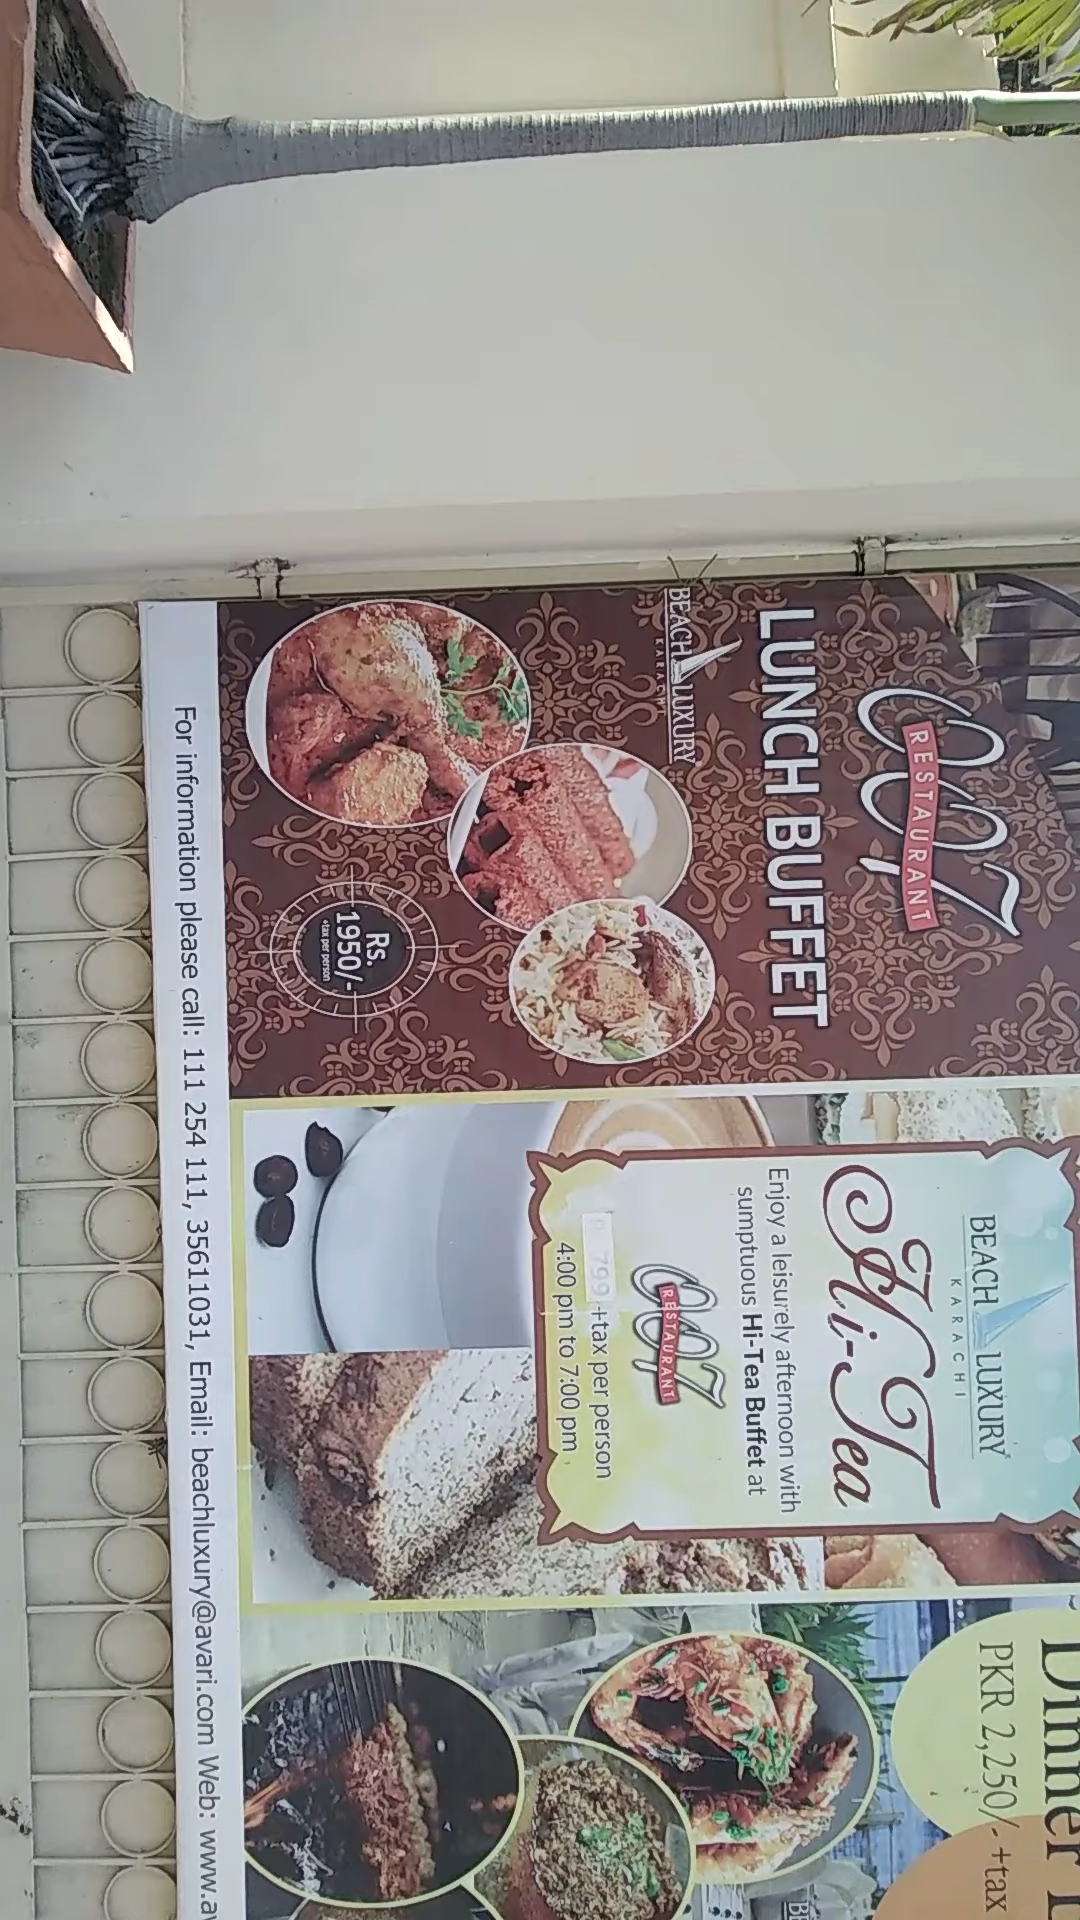 007
RESTAURANT
LUNCH BUFFET
BEACH LUXURY
KARACHI
Rs.
1950/-
+tax per person
BEACH LUXURY
KARACHI
Hi-Tea
Enjoy a leisurely afternoon with
sumptuous Hi-Tea Buffet at
007
RESTAURANT
799 +tax per person
4:00 pm to 7:00 pm
Dinner
PKR 2,250/- +tax
For information please call: 111 254 111, 35611031, Email: beachluxury@avari.com Web: